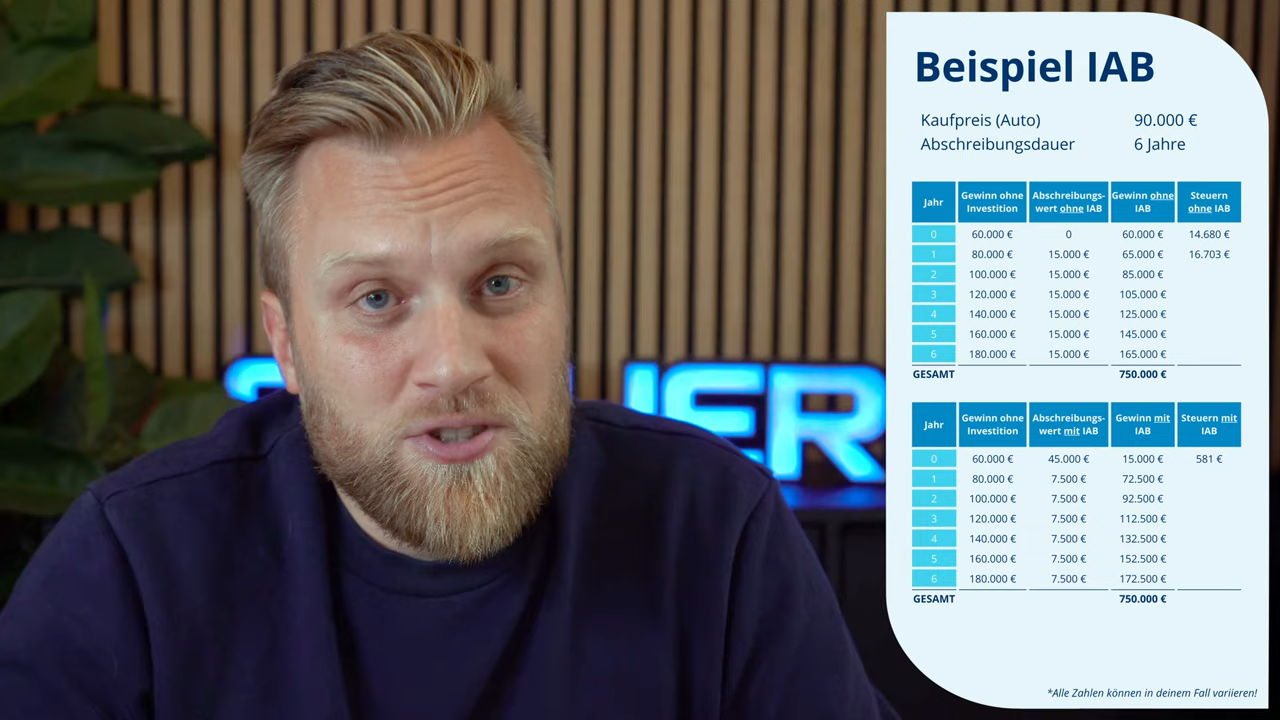 Beispiel IAB
Kaufpreis (Auto) 90.000 €
Abschreibungsdauer 6 Jahre
Jahr Gewinn ohne Investition Abschreibungs-wert ohne IAB Gewinn ohne IAB Steuern ohne IAB
0 60.000 € 0 60.000 € 14.680 €
1 80.000 € 15.000 € 65.000 € 16.703 €
2 100.000 € 15.000 € 85.000 €
3 120.000 € 15.000 € 105.000 €
4 140.000 € 15.000 € 125.000 €
5 160.000 € 15.000 € 145.000 €
6 180.000 € 15.000 € 165.000 €
GESAMT 750.000 €
Jahr Gewinn ohne Investition Abschreibungs-wert mit IAB Gewinn mit IAB Steuern mit IAB
0 60.000 € 45.000 € 15.000 € 581 €
1 80.000 € 7.500 € 72.500 €
2 100.000 € 7.500 € 92.500 €
3 120.000 € 7.500 € 112.500 €
4 140.000 € 7.500 € 132.500 €
5 160.000 € 7.500 € 152.500 €
6 180.000 € 7.500 € 172.500 €
GESAMT 750.000 €
*Alle Zahlen können in deinem Fall variieren!